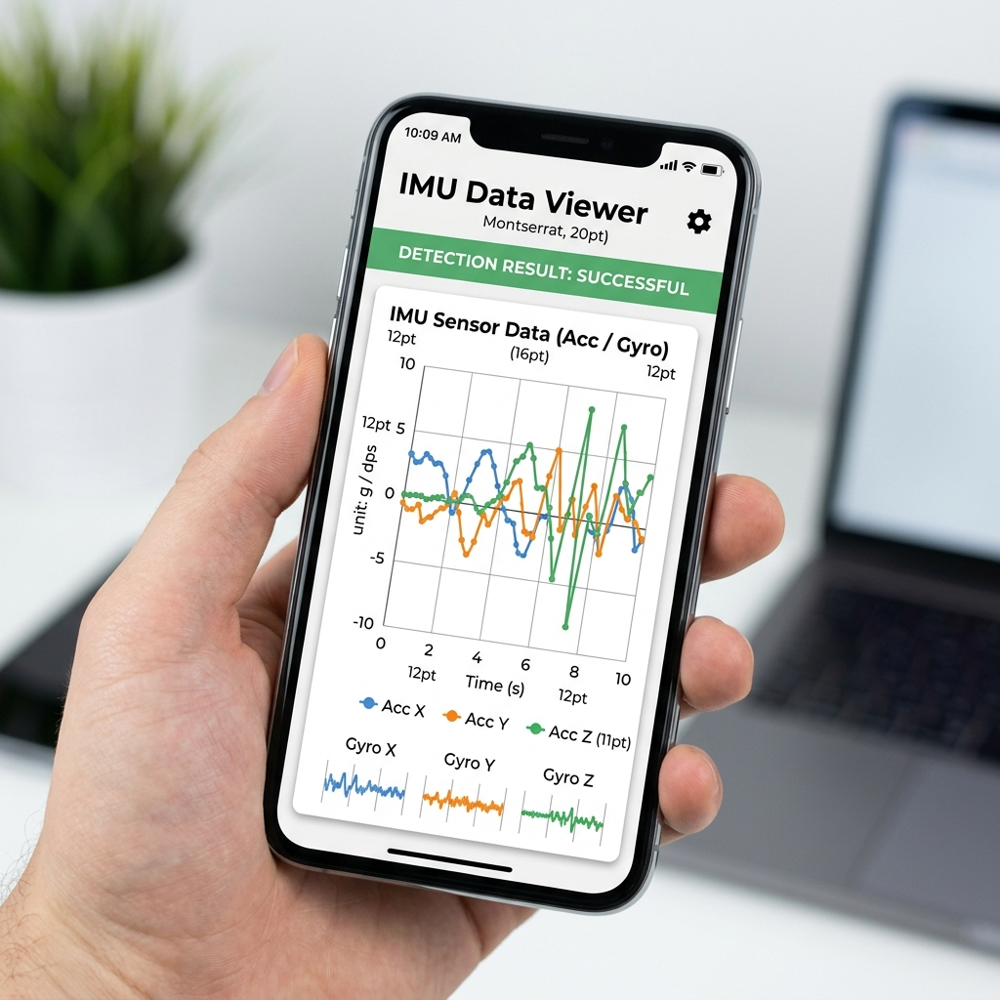 10:09 AM
IMU Data Viewer
Montserrat, 20pt)
DETECTION RESULT: SUCCESSFUL
IMU Sensor Data (Acc / Gyro)
12pt
(16pt)
12pt
10
12pt 5
0
-5
-10
unit: g / dps
0 2 4 6 8 10
12pt
Time (s)
12pt
Acc X Acc Y Acc Z (11pt)
Gyro X Gyro Y Gyro Z